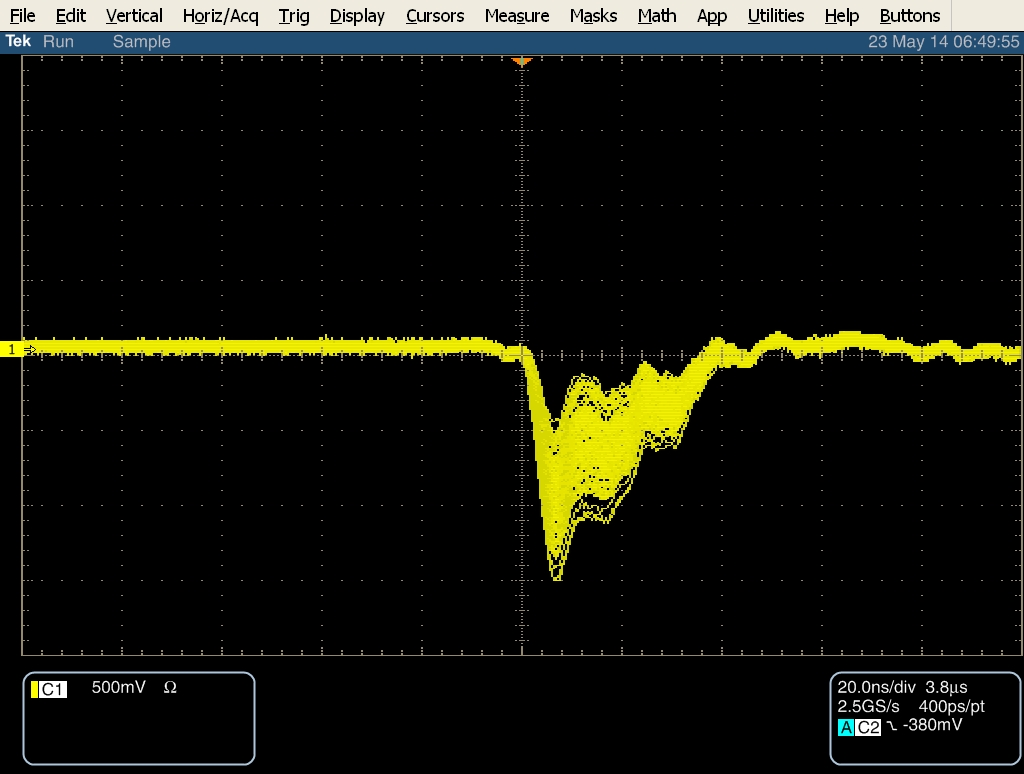 File Edit Vertical Horiz/Acq Trig Display Cursors Measure Masks Math App Utilities Help Buttons
Tek Run Sample 23 May 14 06:49:55
1
C1 500mV Ω
20.0ns/div 3.8µs
2.5GS/s 400ps/pt
A C2 -380mV